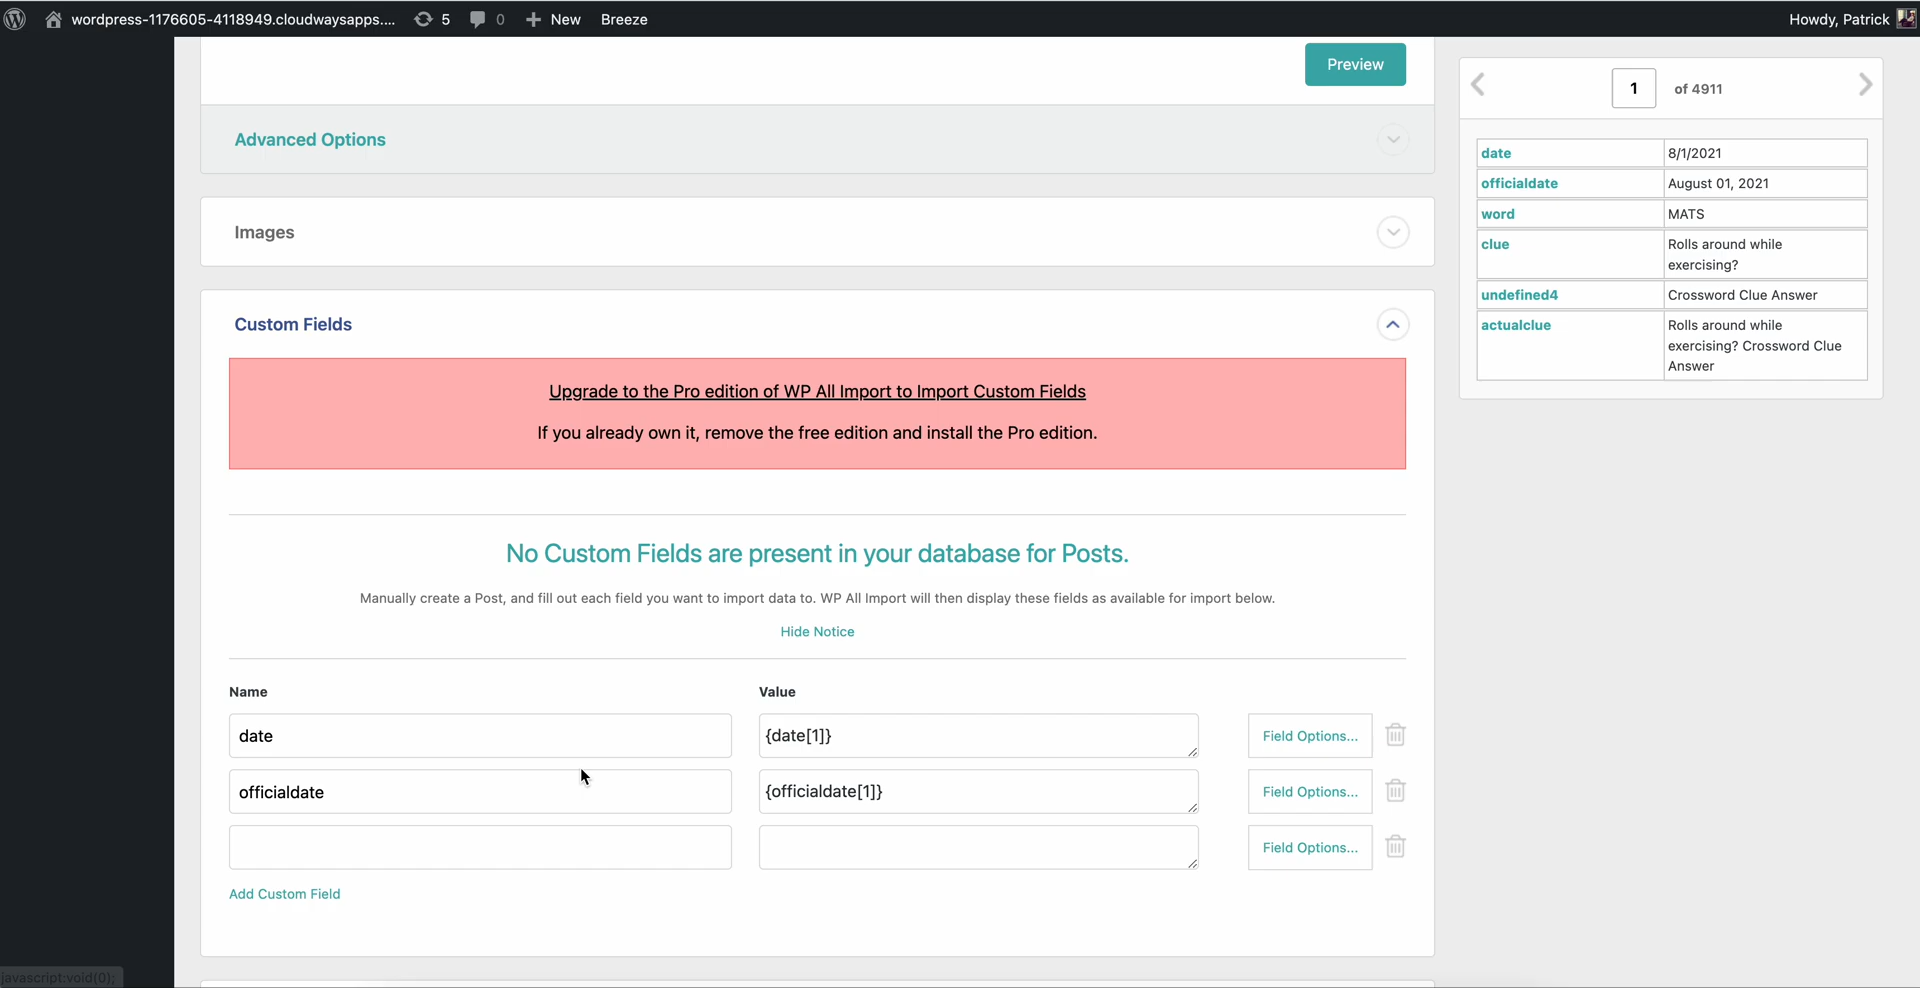 wordpress-1176605-4118949.cloudwaysapps.... 5 0 New Breeze Howdy, Patrick
Preview
Advanced Options
Images
Custom Fields
Upgrade to the Pro edition of WP All Import to Import Custom Fields
If you already own it, remove the free edition and install the Pro edition.
No Custom Fields are present in your database for Posts.
Manually create a Post, and fill out each field you want to import data to. WP All Import will then display these fields as available for import below.
Hide Notice
Name Value
date {date[1]} Field Options...
officialdate {officialdate[1]} Field Options...
Field Options...
Add Custom Field
1 of 4911
date 8/1/2021
officialdate August 01, 2021
word MATS
clue Rolls around while
exercising?
undefined4 Crossword Clue Answer
actualclue Rolls around while
exercising? Crossword Clue
Answer
javascript:void(0);